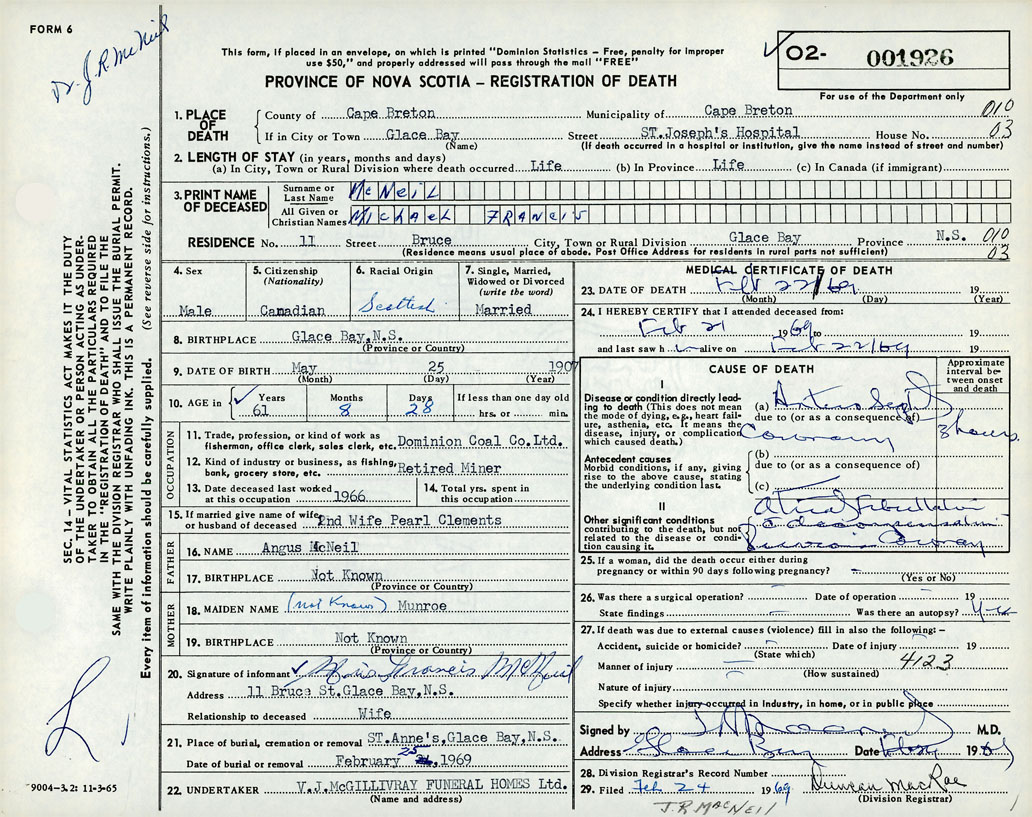 FORM 6
Dr. J.R. McNeil
This form, if placed in an envelope, on which is printed "Dominion Statistics – Free, penalty for improper
use $50," and properly addressed will pass through the mail "FREE"
PROVINCE OF NOVA SCOTIA – REGISTRATION OF DEATH
02- 001926
For use of the Department only
1. PLACE OF DEATH
County of Cape Breton Municipality of Cape Breton 010
If in City or Town Glace Bay Street ST.Joseph's Hospital House No. 03
(Name) (If death occurred in a hospital or institution, give the name instead of street and number)
2. LENGTH OF STAY (in years, months and days)
(a) In City, Town or Rural Division where death occurred Life (b) In Province Life (c) In Canada (if immigrant)
3. PRINT NAME OF DECEASED
Surname or Last Name McNeil
All Given or Christian Names MichAel FRANCIS
RESIDENCE No. 11 Street Bruce City, Town or Rural Division Glace Bay Province N.S. 010
(Residence means usual place of abode. Post Office Address for residents in rural parts not sufficient) 03
4. Sex
Male
5. Citizenship
(Nationality)
Canadian
6. Racial Origin
Scottish
7. Single, Married,
Widowed or Divorced
(write the word)
Married
8. BIRTHPLACE Glace Bay,N.S.
(Province or Country)
9. DATE OF BIRTH May 25 1907
(Month) (Day) (Year)
10. AGE in Years Months Days If less than one day old
61 8 28 hrs. or min.
OCCUPATION
11. Trade, profession, or kind of work as
fisherman, office clerk, sales clerk, etc. Dominion Coal Co.Ltd.
12. Kind of industry or business, as fishing,
bank, grocery store, etc. Retired Miner
13. Date deceased last worked
at this occupation 1966
14. Total yrs. spent in
this occupation
15. If married give name of wife
or husband of deceased 2nd Wife Pearl Clements
FATHER
16. NAME Angus McNeil
17. BIRTHPLACE Not Known
(Province or Country)
MOTHER
18. MAIDEN NAME (not Known) Munroe
19. BIRTHPLACE Not Known
(Province or Country)
20. Signature of informant Francis McNeil
Address 11 Bruce St.Glace Bay,N.S.
Relationship to deceased Wife
21. Place of burial, cremation or removal ST.Anne's,Glace Bay,N.S.
25
Date of burial or removal February ,1969
22. UNDERTAKER V.J.McGILLIVRAY FUNERAL HOMES Ltd.
(Name and address)
MEDICAL CERTIFICATE OF DEATH
23. DATE OF DEATH Feb 22/69 19
(Month) (Day) (Year)
24. I HEREBY CERTIFY that I attended deceased from:
Feb 21 1969 to 19
and last saw h im alive on Feb 22/69 19
CAUSE OF DEATH
Approximate interval between onset and death
I
Disease or condition directly leading
to death (This does not
mean the mode of dying, e.g., heart failure,
asthenia, etc. It means the
disease, injury, or complication
which caused death.)
(a)
due to (or as a consequence of)
Coronary
3 hours.
Antecedent causes
Morbid conditions, if any, giving
rise to the above cause, stating
the underlying condition last.
(b)
due to (or as a consequence of)
(c)
II
Other significant conditions
contributing to the death, but not
related to the disease or condition
causing it.
Atrial Fibrillation
decompensation
Previous Coronary
25. If a woman, did the death occur either during
pregnancy or within 90 days following pregnancy?
(Yes or No)
26. Was there a surgical operation? Date of operation 19
State findings Was there an autopsy?
27. If death was due to external causes (violence) fill in also the following:–
Accident, suicide or homicide? Date of injury 19
(State which) 4123
Manner of injury
(How sustained)
Nature of injury
Specify whether injury occurred in industry, in home, or in public place
Signed by M.D.
Address Glace Bay Date 1969
28. Division Registrar's Record Number
29. Filed Feb 24 1969 Duncan MacRae
(Division Registrar)
J.R MacNEIL
SEC. 14 – VITAL STATISTICS ACT MAKES IT THE DUTY
OF THE UNDERTAKER OR PERSON ACTING AS UNDERTAKER
TO OBTAIN ALL THE PARTICULARS REQUIRED
IN THE "REGISTRATION OF DEATH" AND TO FILE THE
SAME WITH THE DIVISION REGISTRAR WHO SHALL ISSUE THE BURIAL PERMIT.
WRITE PLAINLY WITH UNFADING INK. THIS IS A PERMANENT RECORD.
Every item of information should be carefully supplied. (See reverse side for instructions.)
9004-3.2: 11-3-65